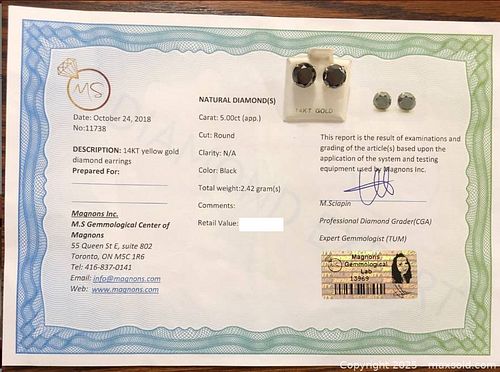 MS
Date: October 24, 2018
No:11738
DESCRIPTION: 14KT yellow gold
diamond earrings
Prepared For:
Magnons Inc.
M.S Gemmological Center of
Magnons
55 Queen St E, suite 802
Toronto, ON M5C 1R6
Tel: 416-837-0141
Email: info@magnons.com
Web: www.magnons.com
NATURAL DIAMOND(S)
Carat: 5.00ct (app.)
Cut: Round
Clarity: N/A
Color: Black
Total weight:2.42 gram(s)
Comments:
Retail Value:
14KT GOLD
This report is the result of examinations and
grading of the article(s) based upon the
application of the system and testing
equipment used by Magnons Inc.
M.Sciapin
Professional Diamond Grader(CGA)
Expert Gemmologist (TUM)
Magnons
Gemmological
Lab
13969
Copyright 2023 - maxsold.com